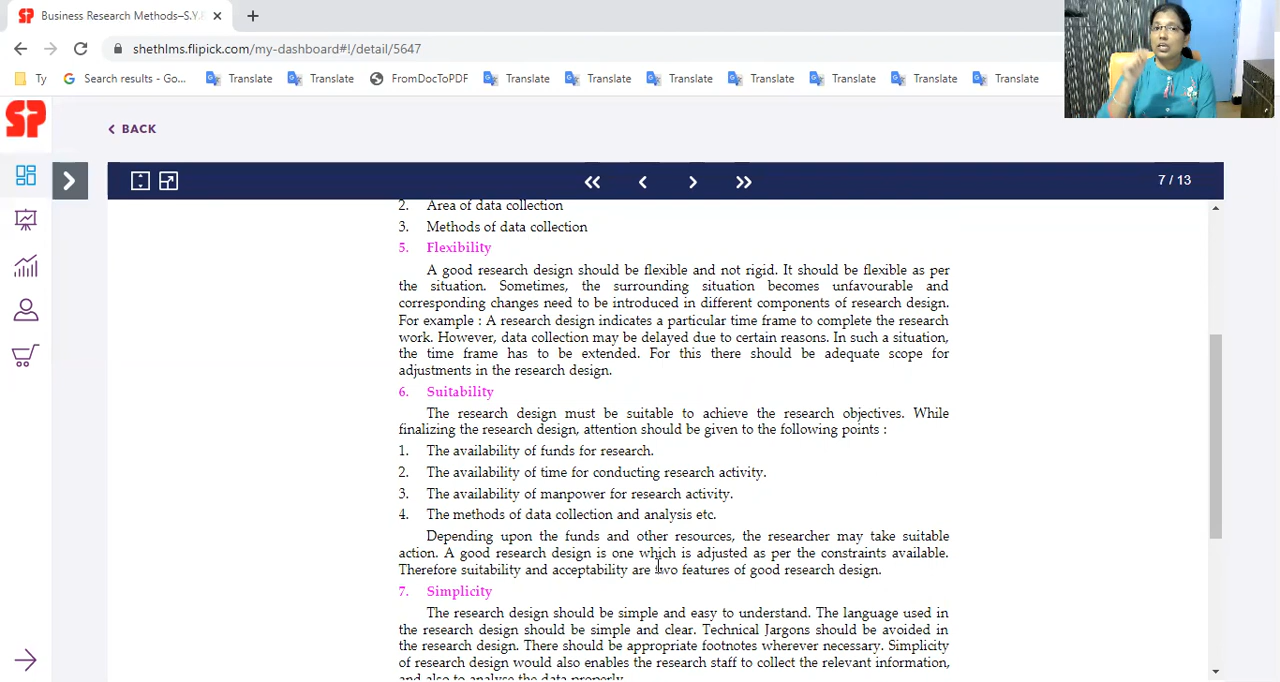 SP
Business Research Methods–S.Y.
shethlms.flipick.com/my-dashboard#!/detail/5647
Ty
Search results - Go...
Translate
Translate
FromDocToPDF
Translate
Translate
Translate
Translate
Translate
Translate
Translate
SP
BACK
7 / 13
2. Area of data collection
3. Methods of data collection
5. Flexibility
A good research design should be flexible and not rigid. It should be flexible as per
the situation. Sometimes, the surrounding situation becomes unfavourable and
corresponding changes need to be introduced in different components of research design.
For example : A research design indicates a particular time frame to complete the research
work. However, data collection may be delayed due to certain reasons. In such a situation,
the time frame has to be extended. For this there should be adequate scope for
adjustments in the research design.
6. Suitability
The research design must be suitable to achieve the research objectives. While
finalizing the research design, attention should be given to the following points :
1. The availability of funds for research.
2. The availability of time for conducting research activity.
3. The availability of manpower for research activity.
4. The methods of data collection and analysis etc.
Depending upon the funds and other resources, the researcher may take suitable
action. A good research design is one which is adjusted as per the constraints available.
Therefore suitability and acceptability are two features of good research design.
7. Simplicity
The research design should be simple and easy to understand. The language used in
the research design should be simple and clear. Technical Jargons should be avoided in
the research design. There should be appropriate footnotes wherever necessary. Simplicity
of research design would also enables the research staff to collect the relevant information,
and also to analyse the data properly.